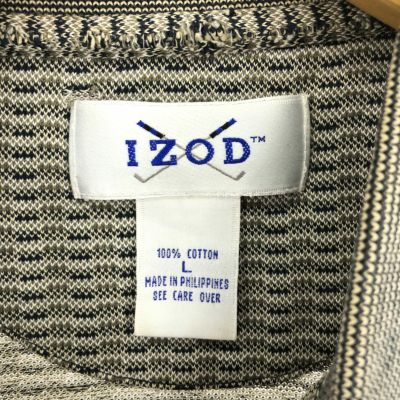 IZOD™
100% COTTON
L
MADE IN PHILIPPINES
SEE CARE OVER